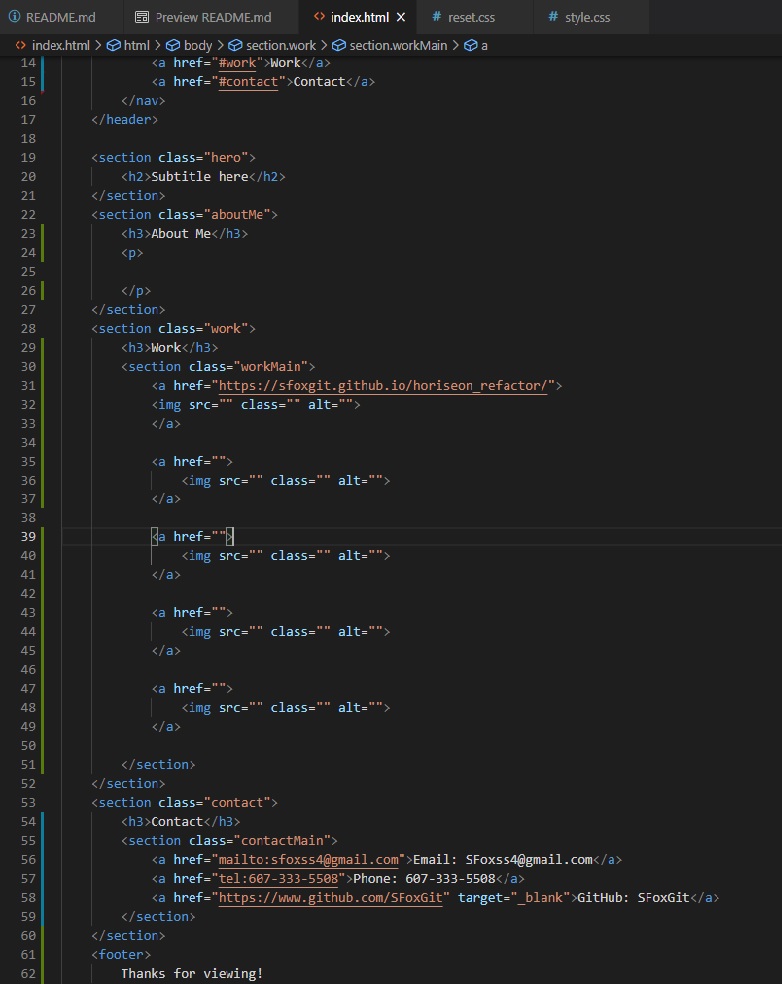 README.md Preview README.md index.html X # reset.css # style.css
index.html > html > body > section.work > section.workMain > a
14 <a href="#work">Work</a>
15 <a href="#contact">Contact</a>
16 </nav>
17 </header>
18
19 <section class="hero">
20 <h2>Subtitle here</h2>
21 </section>
22 <section class="aboutMe">
23 <h3>About Me</h3>
24 <p>
25
26 </p>
27 </section>
28 <section class="work">
29 <h3>Work</h3>
30 <section class="workMain">
31 <a href="https://sfoxgit.github.io/horiseon_refactor/">
32 <img src="" class="" alt="">
33 </a>
34
35 <a href="">
36 <img src="" class="" alt="">
37 </a>
38
39 <a href="">
40 <img src="" class="" alt="">
41 </a>
42
43 <a href="">
44 <img src="" class="" alt="">
45 </a>
46
47 <a href="">
48 <img src="" class="" alt="">
49 </a>
50
51 </section>
52 </section>
53 <section class="contact">
54 <h3>Contact</h3>
55 <section class="contactMain">
56 <a href="mailto:sfoxss4@gmail.com">Email: SFoxss4@gmail.com</a>
57 <a href="tel:607-333-5508">Phone: 607-333-5508</a>
58 <a href="https://www.github.com/SFoxGit" target="_blank">GitHub: SFoxGit</a>
59 </section>
60 </section>
61 <footer>
62 Thanks for viewing!